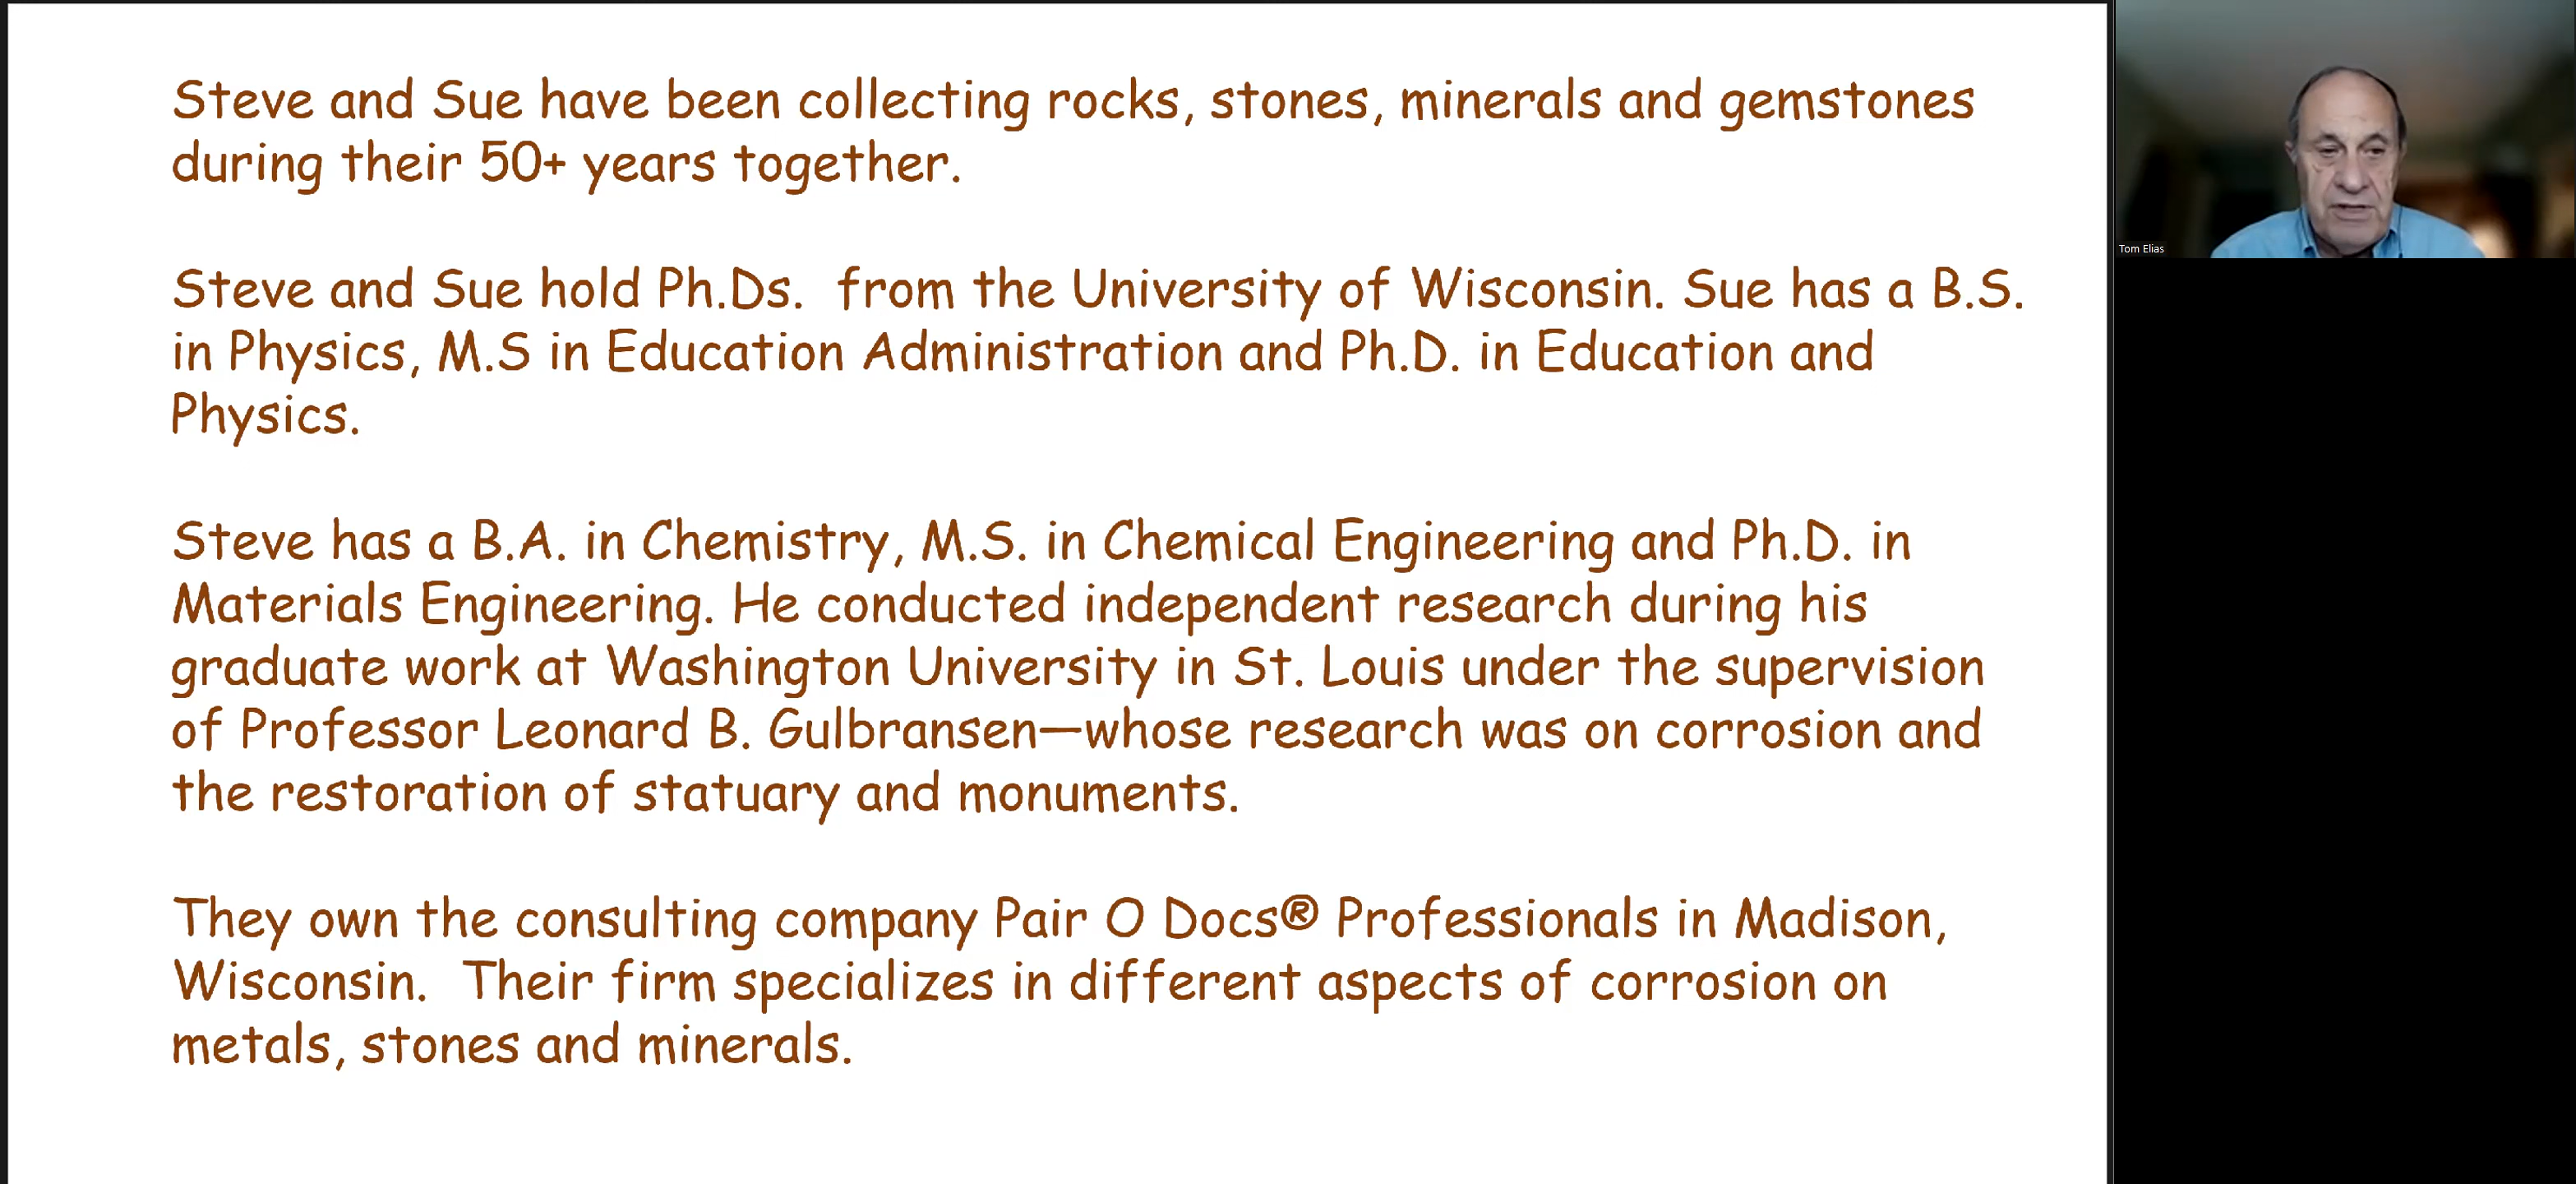 Steve and Sue have been collecting rocks, stones, minerals and gemstones
during their 50+ years together.
Steve and Sue hold Ph.Ds.  from the University of Wisconsin. Sue has a B.S.
in Physics, M.S in Education Administration and Ph.D. in Education and
Physics.
Steve has a B.A. in Chemistry, M.S. in Chemical Engineering and Ph.D. in
Materials Engineering. He conducted independent research during his
graduate work at Washington University in St. Louis under the supervision
of Professor Leonard B. Gulbransen—whose research was on corrosion and
the restoration of statuary and monuments.
They own the consulting company Pair O Docs® Professionals in Madison,
Wisconsin.  Their firm specializes in different aspects of corrosion on
metals, stones and minerals.
Tom Elias